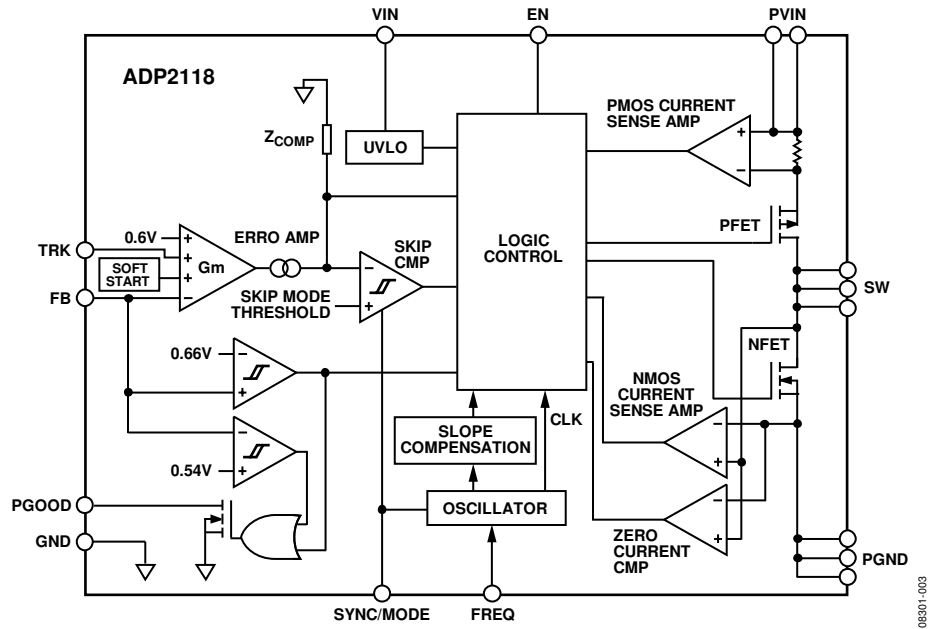 VIN
EN
PVIN
ADP2118
PMOS CURRENT
SENSE AMP
+
−
ZCOMP
UVLO
PFET
LOGIC
CONTROL
0.6V
ERRO AMP
SKIP
CMP
TRK
SOFT
START
+
+
+
−
Gm
FB
−
+
SKIP MODE
THRESHOLD
SW
NFET
0.66V
−
+
NMOS
CURRENT
SENSE AMP
−
+
CLK
SLOPE
COMPENSATION
−
+
0.54V
PGOOD
OSCILLATOR
−
+
ZERO
CURRENT
CMP
GND
PGND
SYNC/MODE
FREQ
08301-003